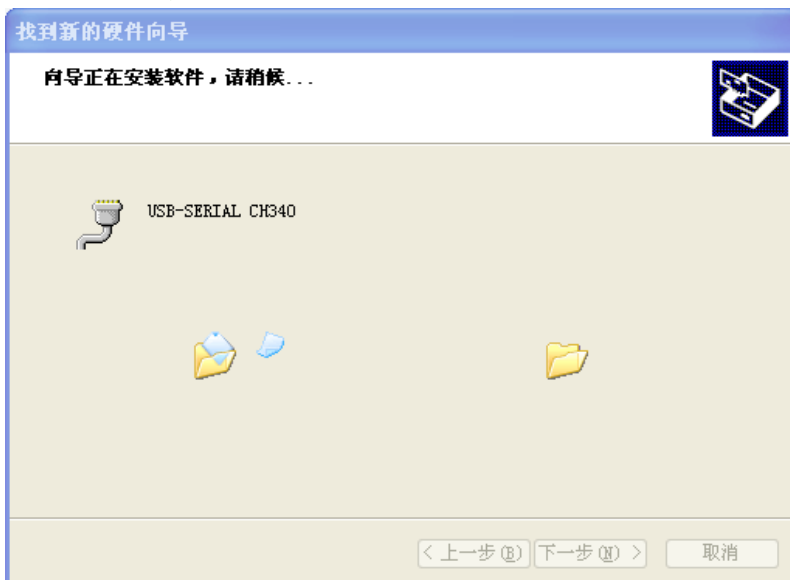 找到新的硬件向导
向导正在安装软件，请稍候...
USB-SERIAL CH340
< 上一步(B) 下一步(N) > 取消